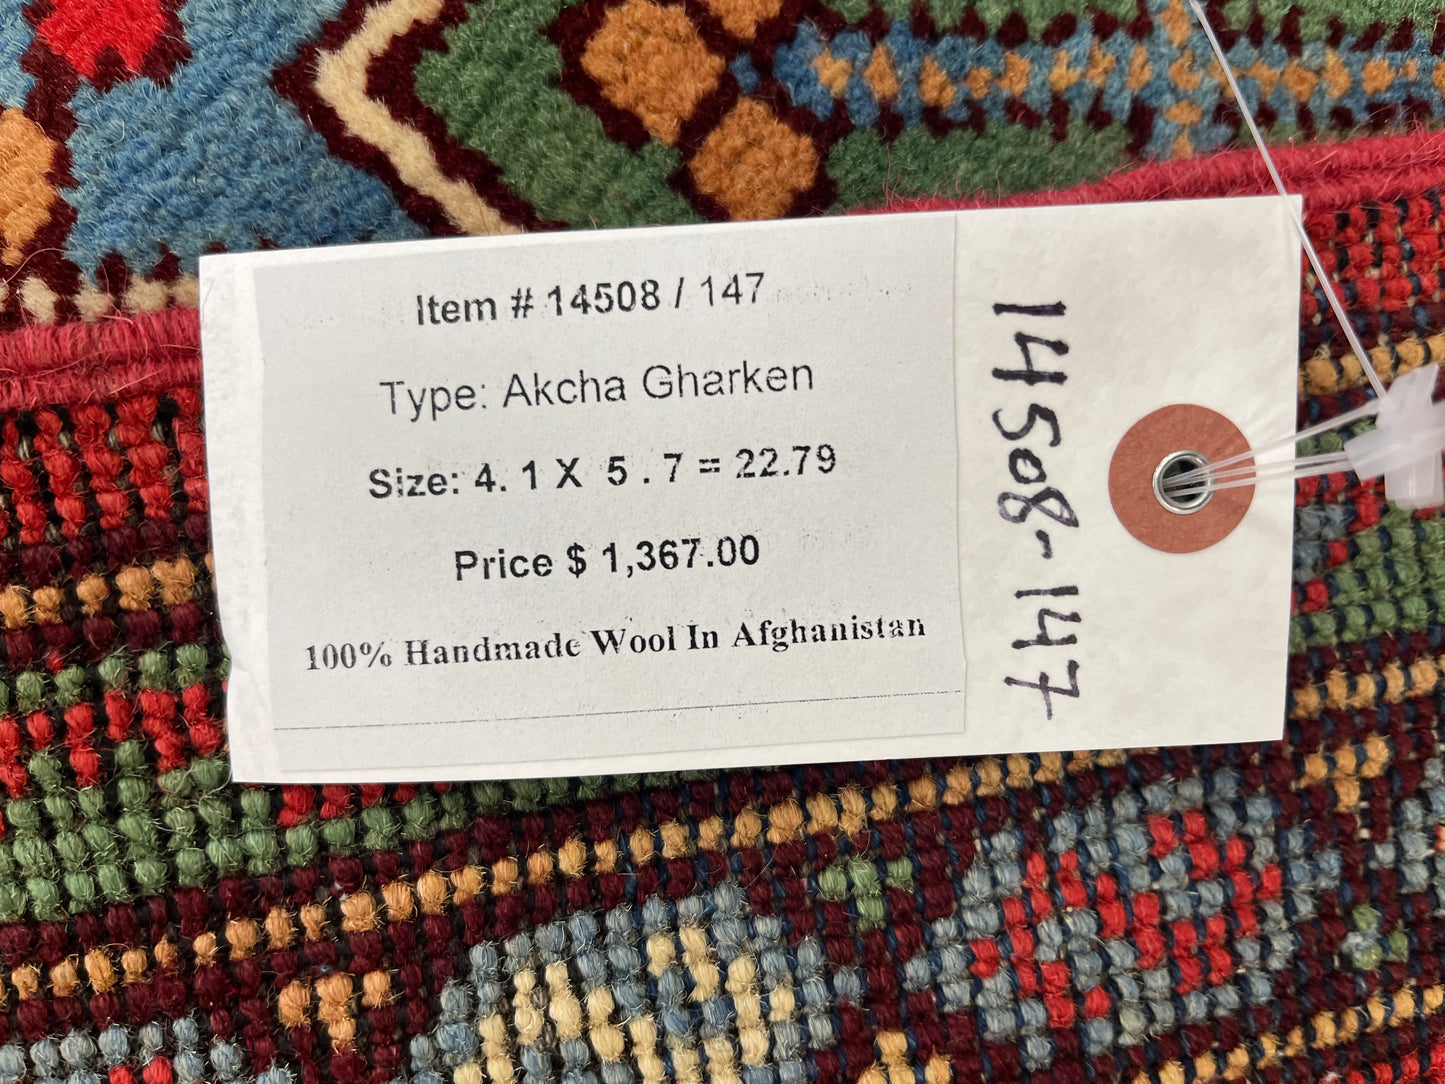 Item # 14508 / 147
Type: Akcha Gharken
Size: 4. 1 X 5 . 7 = 22.79
Price $ 1,367.00
100% Handmade Wool In Afghanistan
14508-147